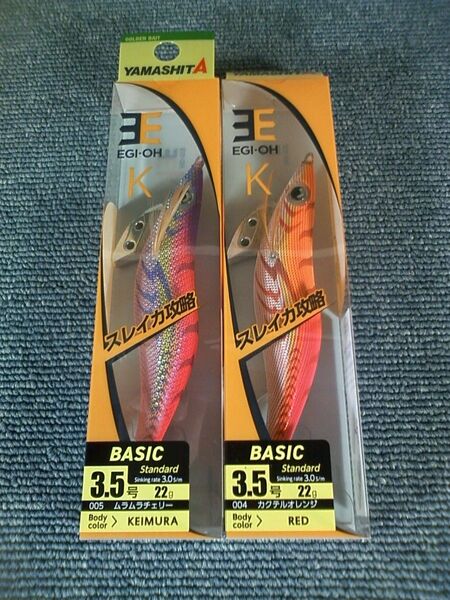 GOLDEN BAIT
YAMASHITA
EGI-OH
K
スレイカ攻略
BASIC
Standard
Sinking rate 3.0s/m
3.5号 22g
005 ムラムラチェリー
Body color > KEIMURA
EGI-OH
K
スレイカ攻略
BASIC
Standard
Sinking rate 3.0s/m
3.5号 22g
004 カクテルオレンジ
Body color > RED